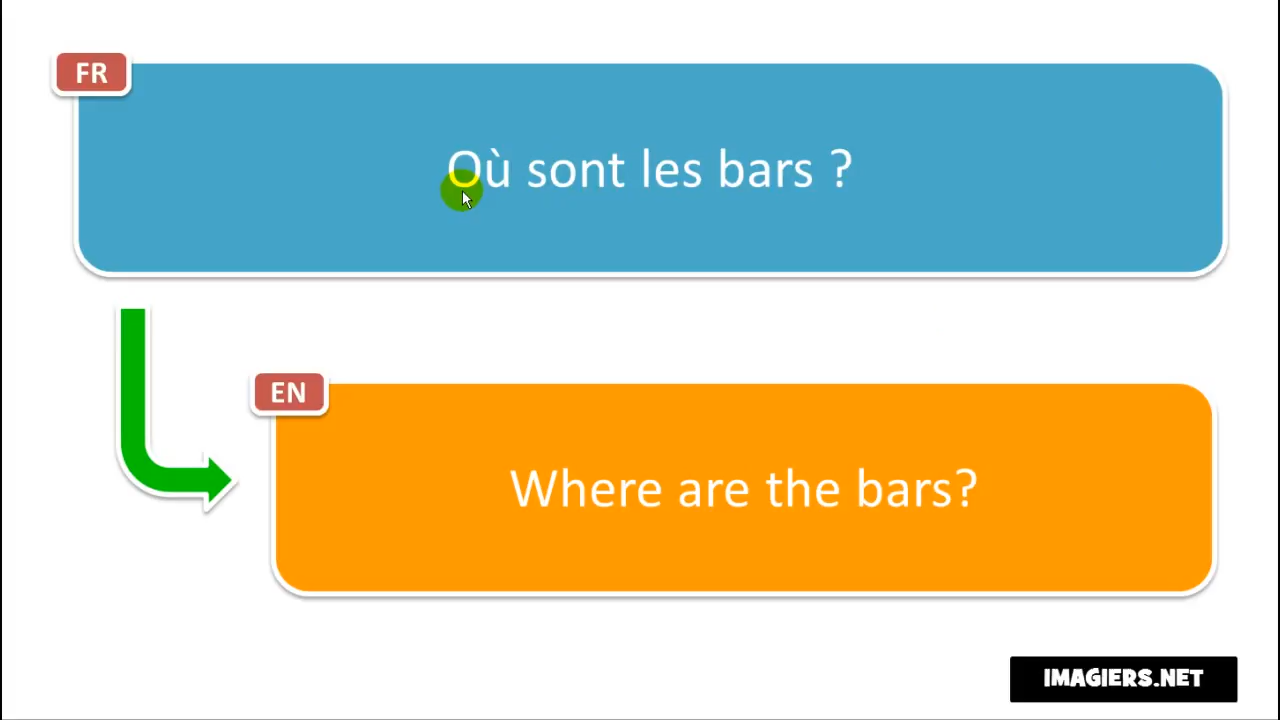 FR
Où sont les bars ?
EN
Where are the bars?
IMAGIERS.NET